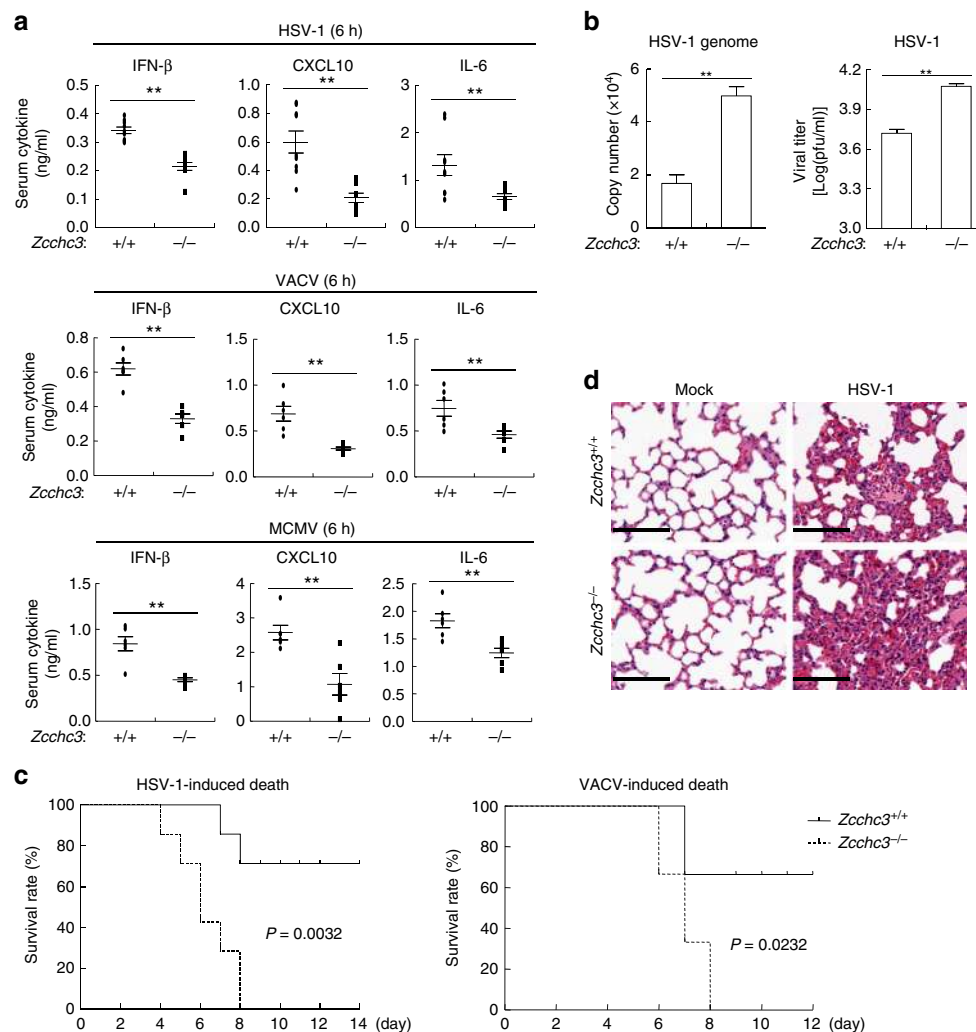 a
HSV-1 (6 h)
IFN-β CXCL10 IL-6
Serum cytokine
(ng/ml)
0.5
0.4
0.3
0.2
0.1
0
**
1.0
0.8
0.6
0.4
0.2
0
**
3
2
1
0
**
Zcchc3: +/+ –/– +/+ –/– +/+ –/–
VACV (6 h)
IFN-β CXCL10 IL-6
Serum cytokine
(ng/ml)
0.8
0.6
0.4
0.2
0
**
1.5
1.0
0.5
0
**
1.5
1.0
0.5
0
**
Zcchc3: +/+ –/– +/+ –/– +/+ –/–
MCMV (6 h)
IFN-β CXCL10 IL-6
Serum cytokine
(ng/ml)
1.5
1.0
0.5
0
**
4
3
2
1
0
**
2.5
2.0
1.5
1.0
0.5
0.0
**
Zcchc3: +/+ –/– +/+ –/– +/+ –/–
b
HSV-1 genome
Copy number (×10⁴)
6
4
2
0
**
Zcchc3: +/+ –/–
HSV-1
Viral titer
[Log(pfu/ml)]
4.2
3.9
3.6
3.3
3.0
**
Zcchc3: +/+ –/–
d
Mock HSV-1
Zcchc3+/+
Zcchc3–/–
c
HSV-1-induced death
Survival rate (%)
100
80
60
40
20
0
P = 0.0032
0 2 4 6 8 10 12 14 (day)
VACV-induced death
Survival rate (%)
100
80
60
40
20
0
P = 0.0232
0 2 4 6 8 10 12 (day)
Zcchc3+/+
Zcchc3–/–